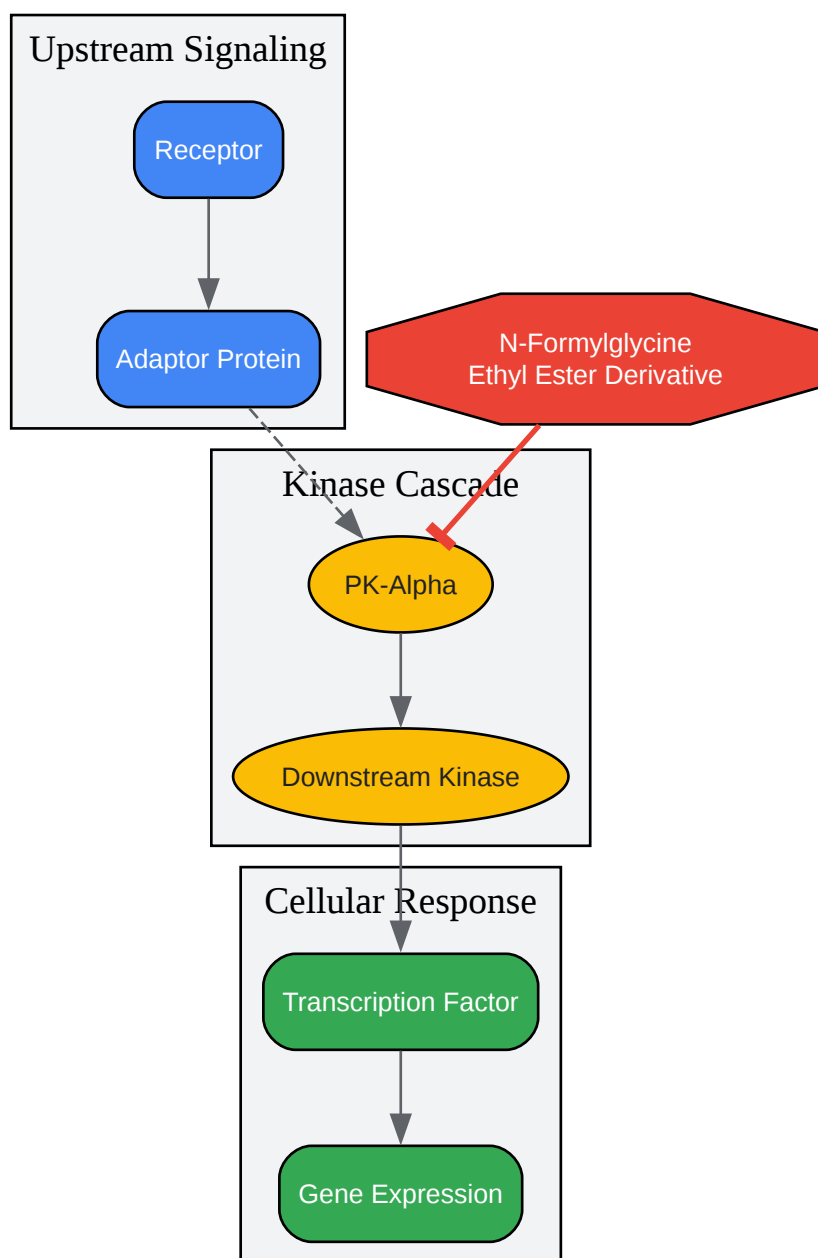 Upstream Signaling
Receptor
Adaptor Protein
N-Formylglycine
Ethyl Ester Derivative
Kinase Cascade
PK-Alpha
Downstream Kinase
Cellular Response
Transcription Factor
Gene Expression